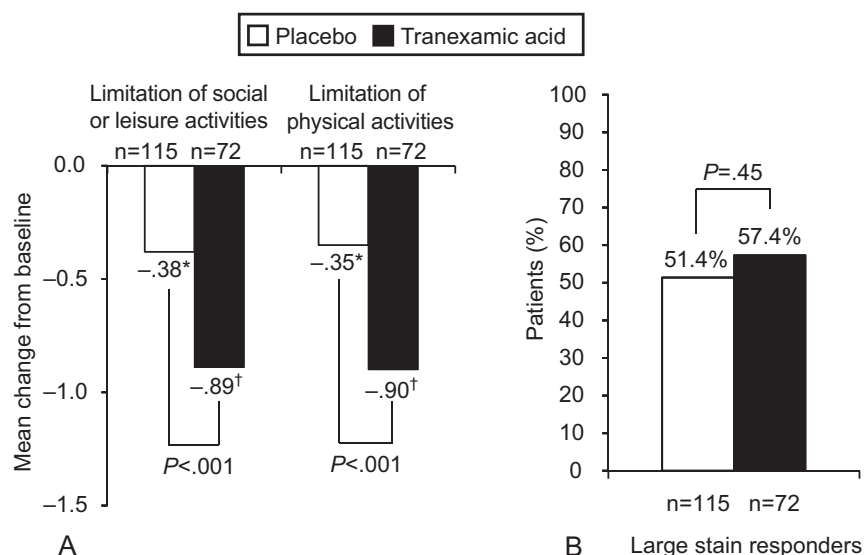 Placebo Tranexamic acid
Limitation of social
or leisure activities
Limitation of
physical activities
n=115 n=72 n=115 n=72
Mean change from baseline
0.0
–0.5
–1.0
–1.5
–.38*
–.89†
P<.001
–.35*
–.90†
P<.001
A
Patients (%)
100
90
80
70
60
50
40
30
20
10
0
P=.45
51.4%
57.4%
n=115 n=72
B Large stain responders